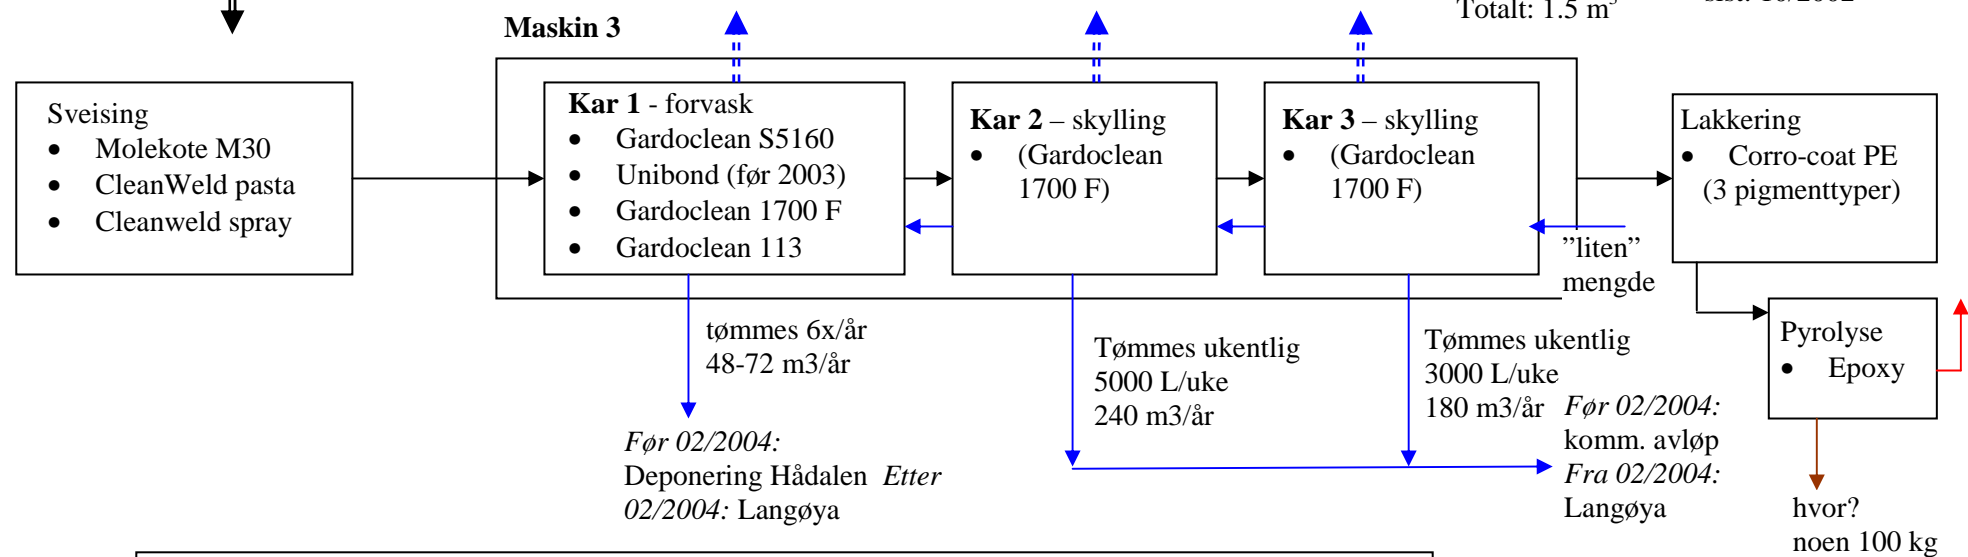 Totalt: 1.5 m³
Maskin 3
Sveising
• Molekote M30
• CleanWeld pasta
• Cleanweld spray
Kar 1 - forvask
• Gardoclean S5160
• Unibond (før 2003)
• Gardoclean 1700 F
• Gardoclean 113
Kar 2 – skylling
• (Gardoclean
1700 F)
Kar 3 – skylling
• (Gardoclean
1700 F)
”liten”
mengde
Lakkering
• Corro-coat PE
(3 pigmenttyper)
Pyrolyse
• Epoxy
tømmes 6x/år
48-72 m3/år
Før 02/2004:
Deponering Hådalen Etter
02/2004: Langøya
Tømmes ukentlig
5000 L/uke
240 m3/år
Tømmes ukentlig
3000 L/uke
180 m3/år
Før 02/2004:
komm. avløp
Fra 02/2004:
Langøya
hvor?
noen 100 kg